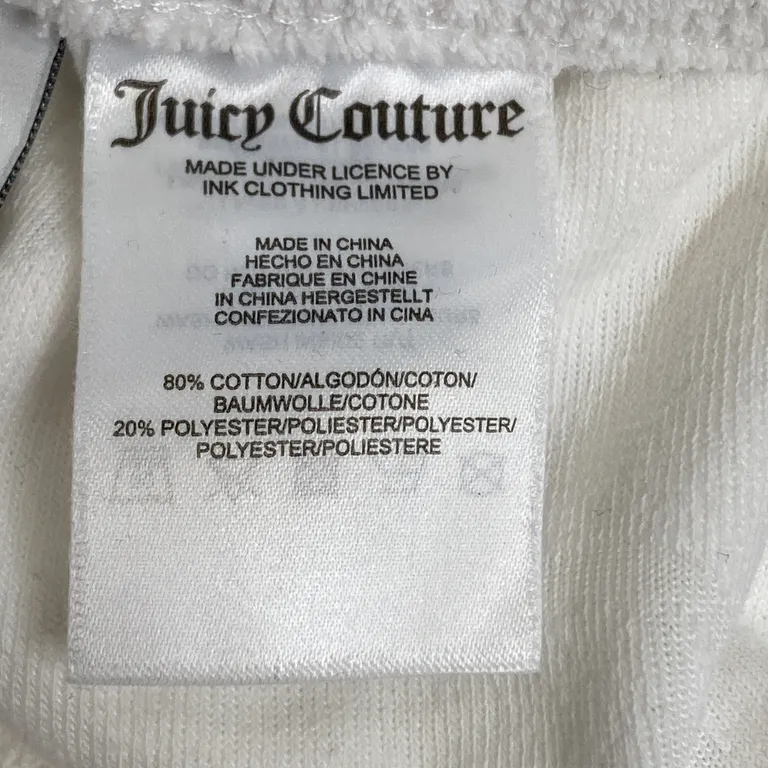 Juicy Couture
MADE UNDER LICENCE BY
INK CLOTHING LIMITED
MADE IN CHINA
HECHO EN CHINA
FABRIQUE EN CHINE
IN CHINA HERGESTELLT
CONFEZIONATO IN CINA
80% COTTON/ALGODÓN/COTON/
BAUMWOLLE/COTONE
20% POLYESTER/POLIESTER/POLYESTER/
POLYESTER/POLIESTERE